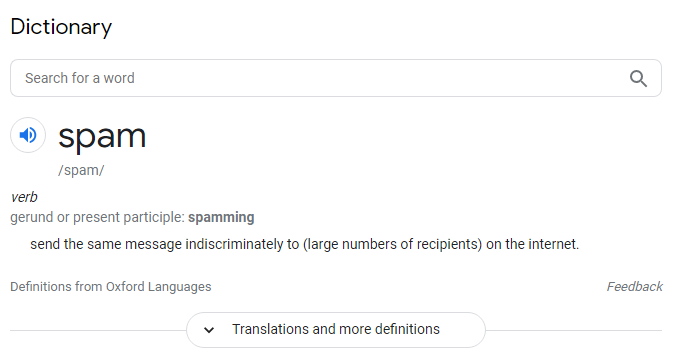 Dictionary
Search for a word
spam
/spam/
verb
gerund or present participle: spamming
send the same message indiscriminately to (large numbers of recipients) on the internet.
Definitions from Oxford Languages
Feedback
Translations and more definitions